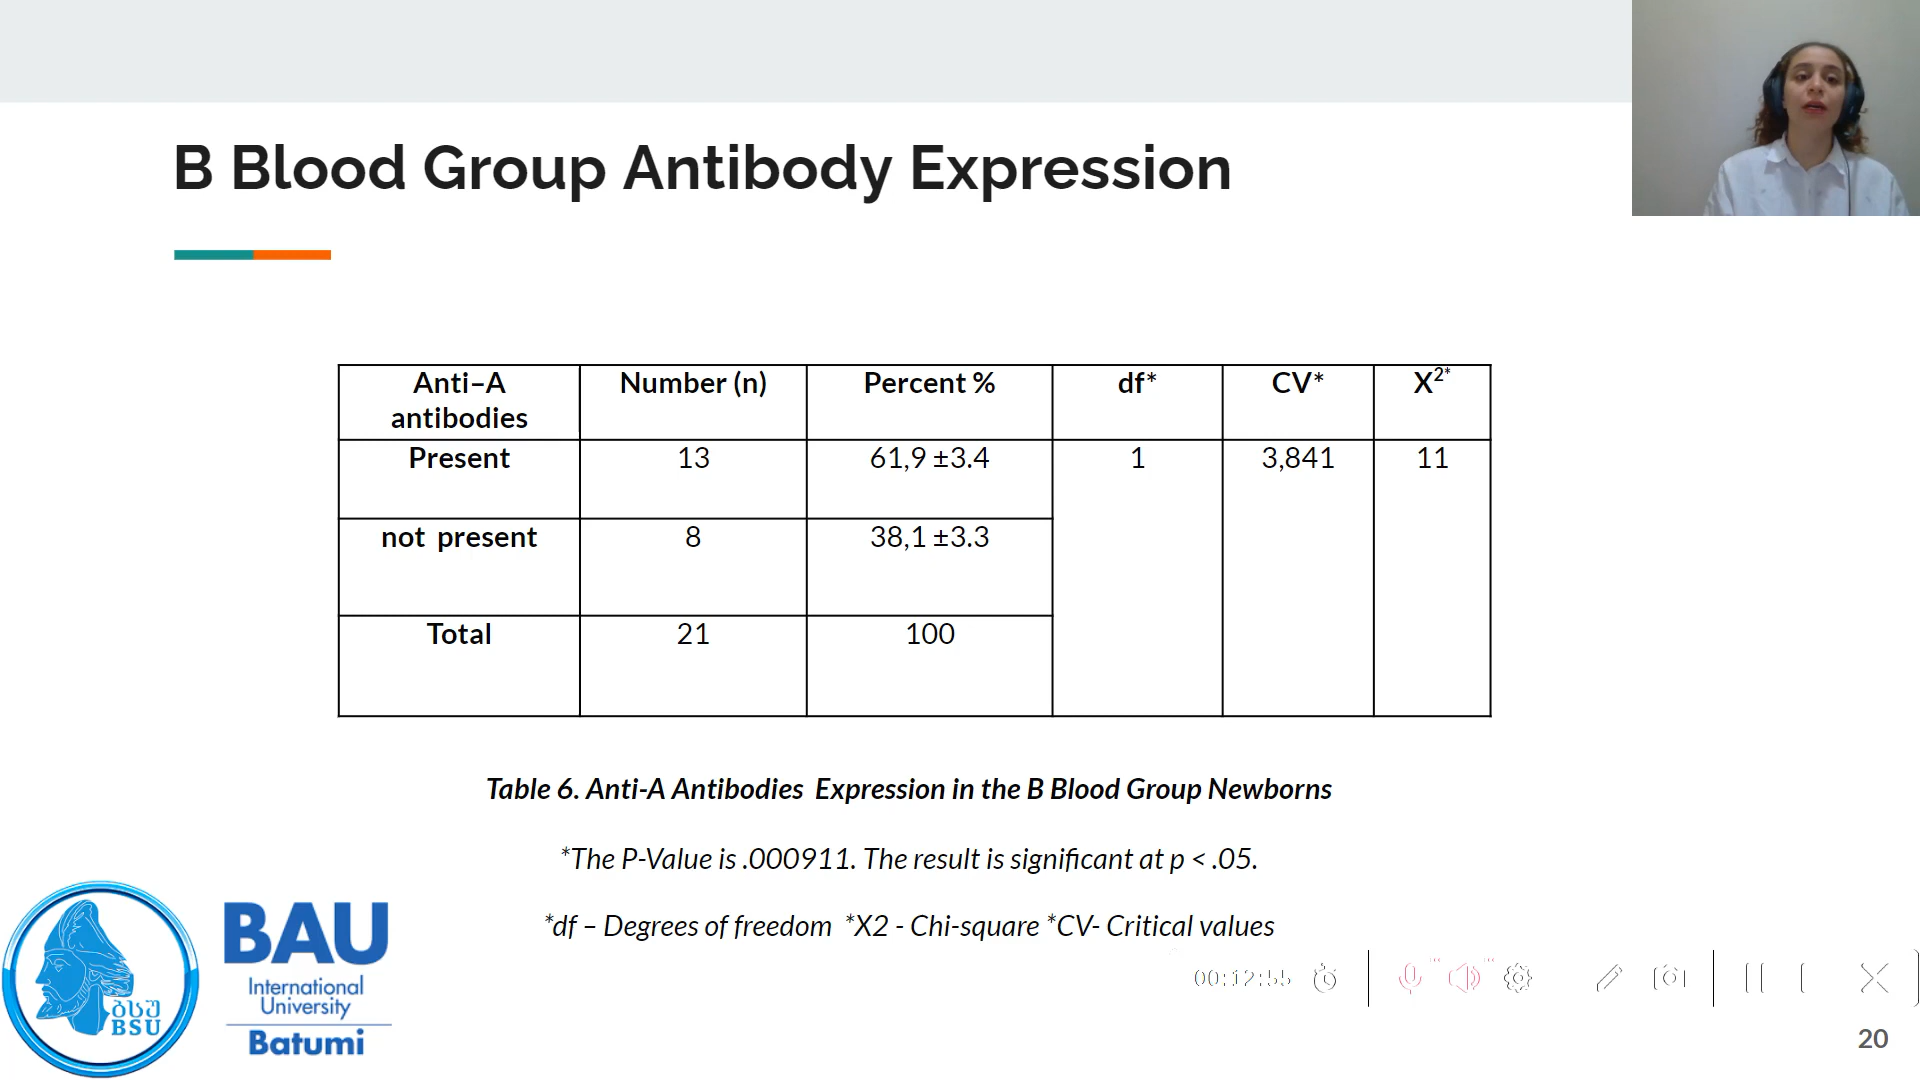 B Blood Group Antibody Expression
Anti–A
antibodies
Number (n)
Percent %
df*
CV*
X2*
Present
13
61,9 ±3.4
1
3,841
11
not present
8
38,1 ±3.3
Total
21
100
Table 6. Anti-A Antibodies Expression in the B Blood Group Newborns
*The P-Value is .000911. The result is significant at p < .05.
*df – Degrees of freedom *X2 - Chi-square *CV- Critical values
ბსუ
BSU
BAU
International
University
Batumi
00:12:55
20